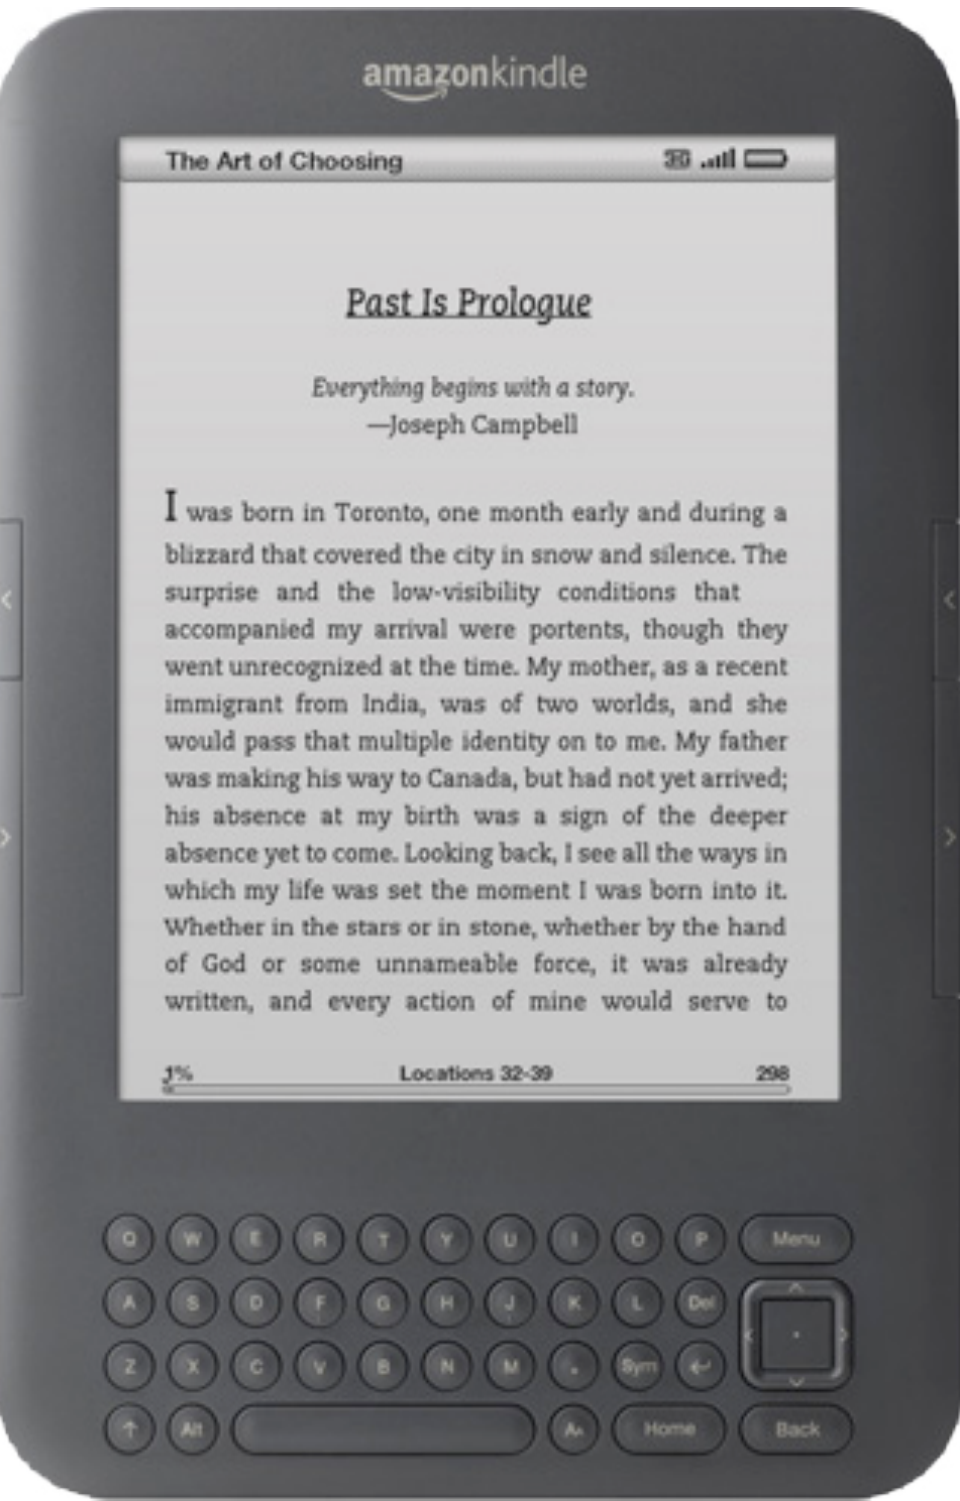 amazonkindle
The Art of Choosing 3G
Past Is Prologue
Everything begins with a story.
—Joseph Campbell
I was born in Toronto, one month early and during a
blizzard that covered the city in snow and silence. The
surprise and the low-visibility conditions that
accompanied my arrival were portents, though they
went unrecognized at the time. My mother, as a recent
immigrant from India, was of two worlds, and she
would pass that multiple identity on to me. My father
was making his way to Canada, but had not yet arrived;
his absence at my birth was a sign of the deeper
absence yet to come. Looking back, I see all the ways in
which my life was set the moment I was born into it.
Whether in the stars or in stone, whether by the hand
of God or some unnameable force, it was already
written, and every action of mine would serve to
1% Locations 32-39 298
Q W E R T Y U I O P Menu
A S D F G H J K L Del
Z X C V B N M . Sym ↵
↑ Alt Aᴀ Home Back